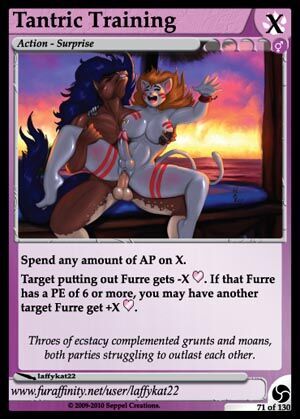 Tantric Training
X
Action - Surprise
Spend any amount of AP on X.
Target putting out Furre gets -X ♡. If that Furre
has a PE of 6 or more, you may have another
target Furre get +X ♡.
Throes of ecstacy complemented grunts and moans,
both parties struggling to outlast each other.
laffykat22
www.furaffinity.net/user/laffykat22
© 2009-2010 Seppel Creations.
71 of 130